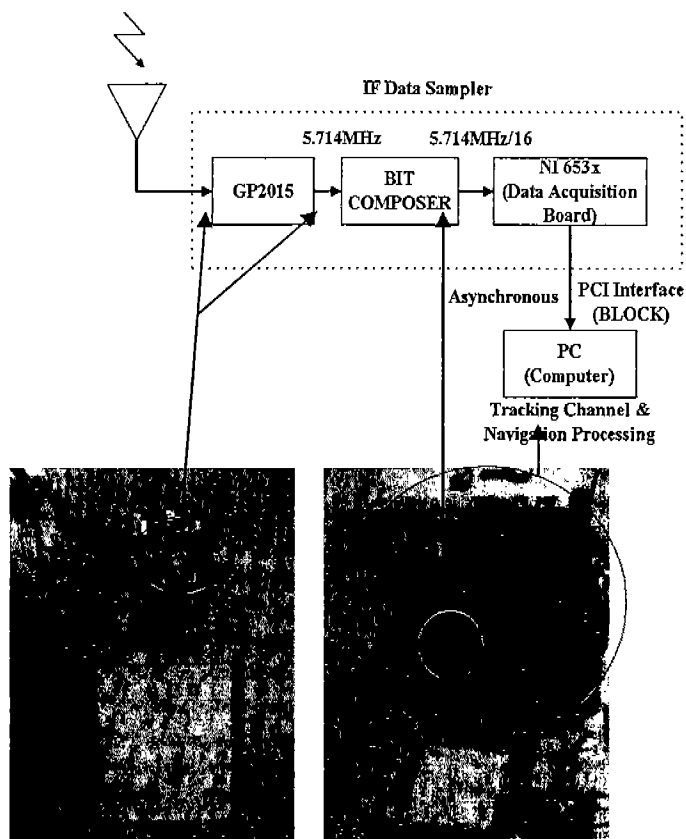 IF Data Sampler
5.714MHz
5.714MHz/16
GP2015
BIT
COMPOSER
NI 653x
(Data Acquisition
Board)
Asynchronous
PCI Interface
(BLOCK)
PC
(Computer)
Tracking Channel &
Navigation Processing